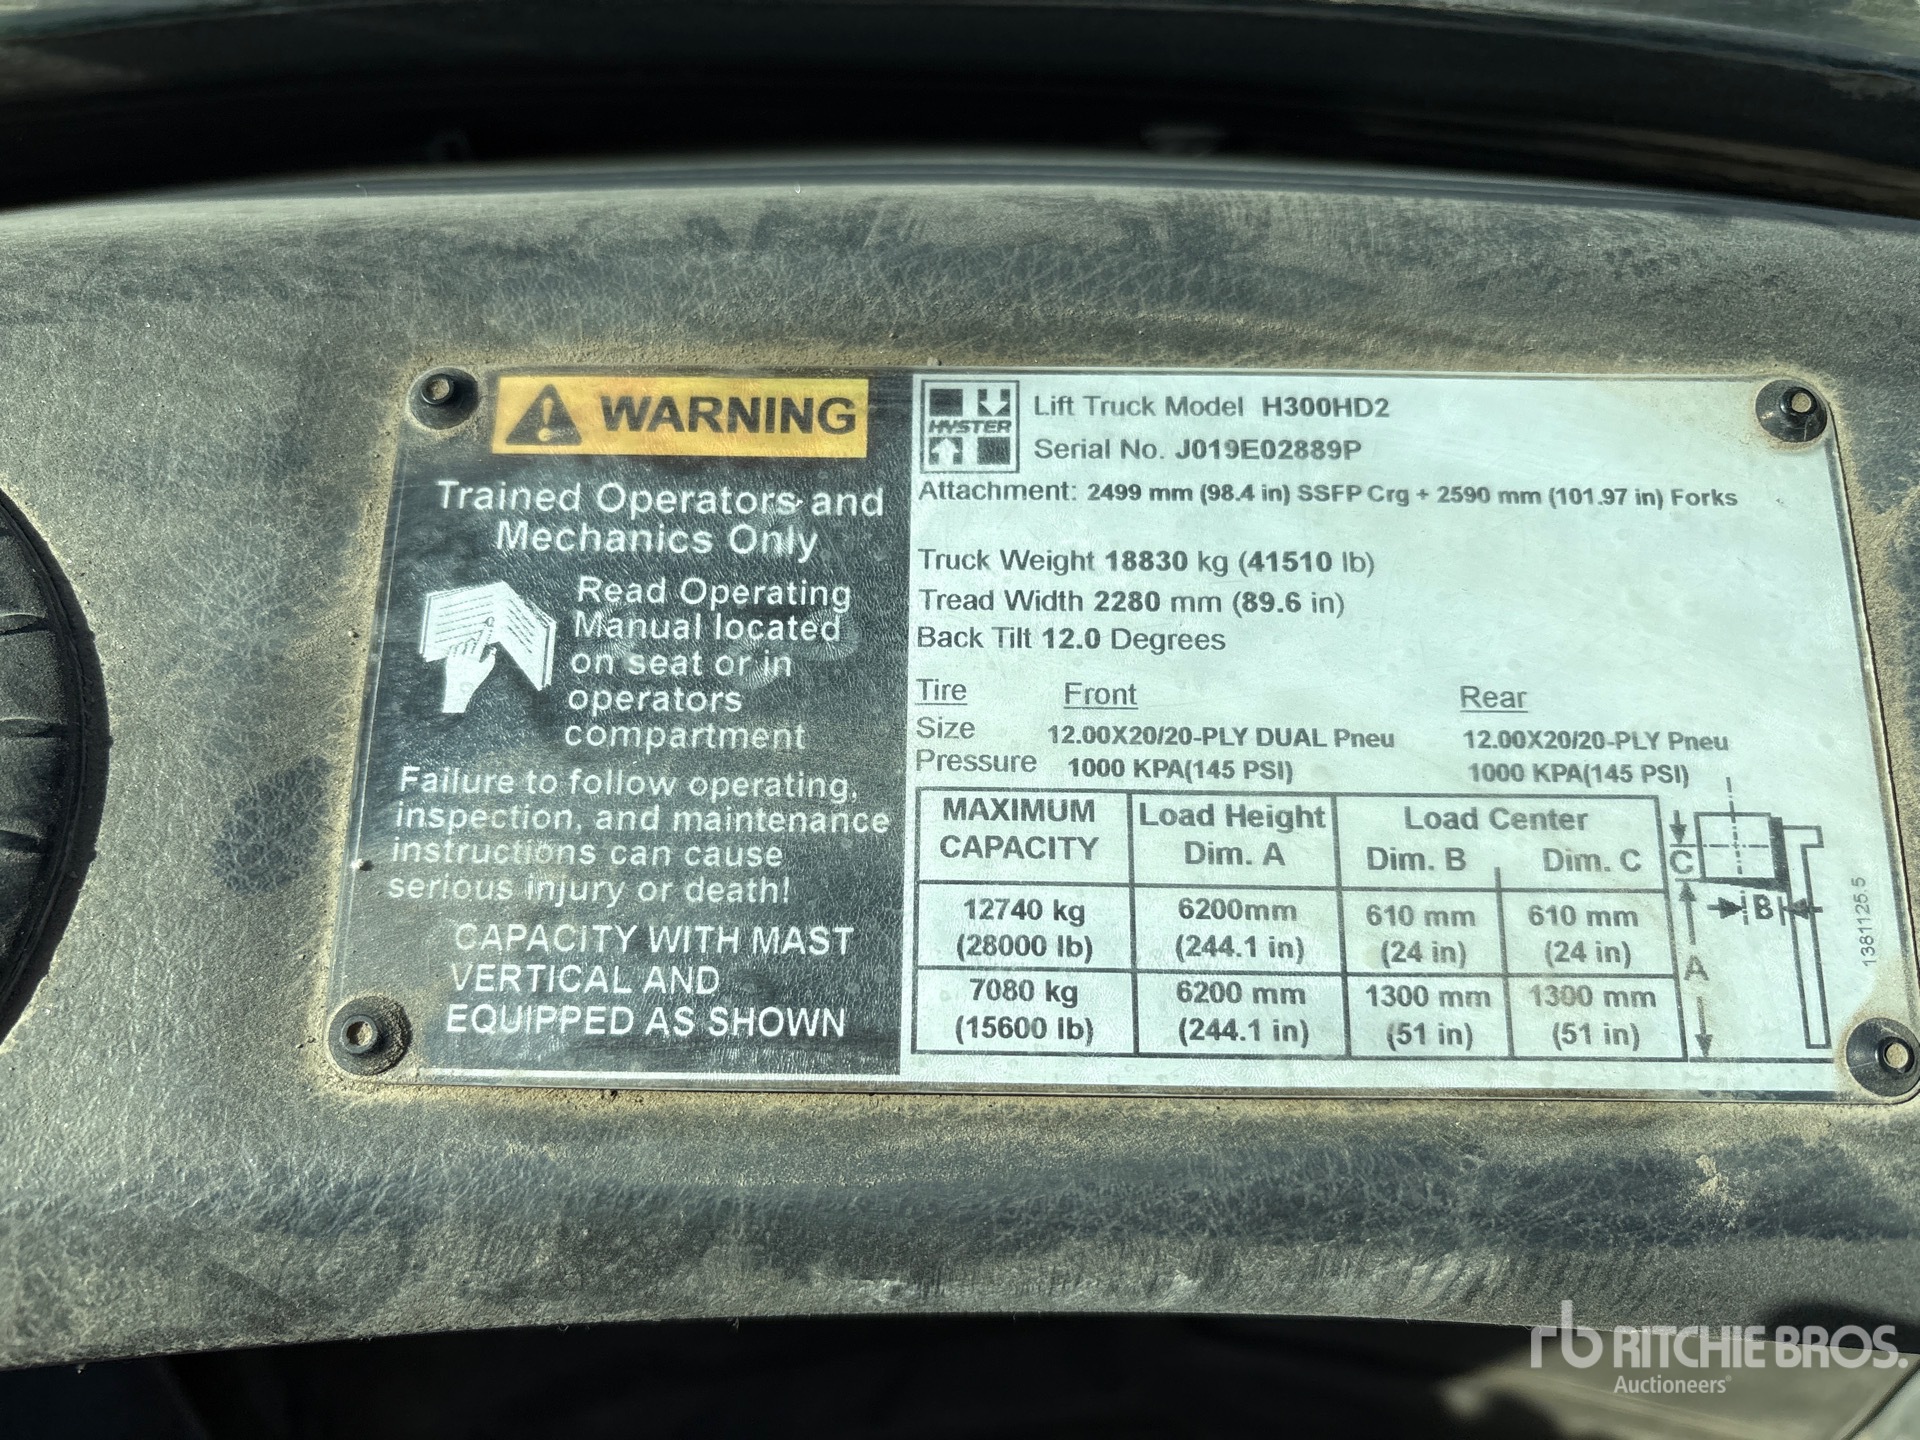 WARNING
Trained Operators and
Mechanics Only
Read Operating
Manual located
on seat or in
operators
compartment
Failure to follow operating,
inspection, and maintenance
instructions can cause
serious injury or death!
CAPACITY WITH MAST
VERTICAL AND
EQUIPPED AS SHOWN
HYSTER
Lift Truck Model H300HD2
Serial No. J019E02889P
Attachment: 2499 mm (98.4 in) SSFP Crg + 2590 mm (101.97 in) Forks
Truck Weight 18830 kg (41510 lb)
Tread Width 2280 mm (89.6 in)
Back Tilt 12.0 Degrees
Tire Front Rear
Size 12.00X20/20-PLY DUAL Pneu 12.00X20/20-PLY Pneu
Pressure 1000 KPA(145 PSI) 1000 KPA(145 PSI)
MAXIMUM Load Height Load Center
CAPACITY Dim. A Dim. B Dim. C
12740 kg 6200mm 610 mm 610 mm
(28000 lb) (244.1 in) (24 in) (24 in)
7080 kg 6200 mm 1300 mm 1300 mm
(15600 lb) (244.1 in) (51 in) (51 in)
C
B
A
1381125.5
rb RITCHIE BROS.
Auctioneers